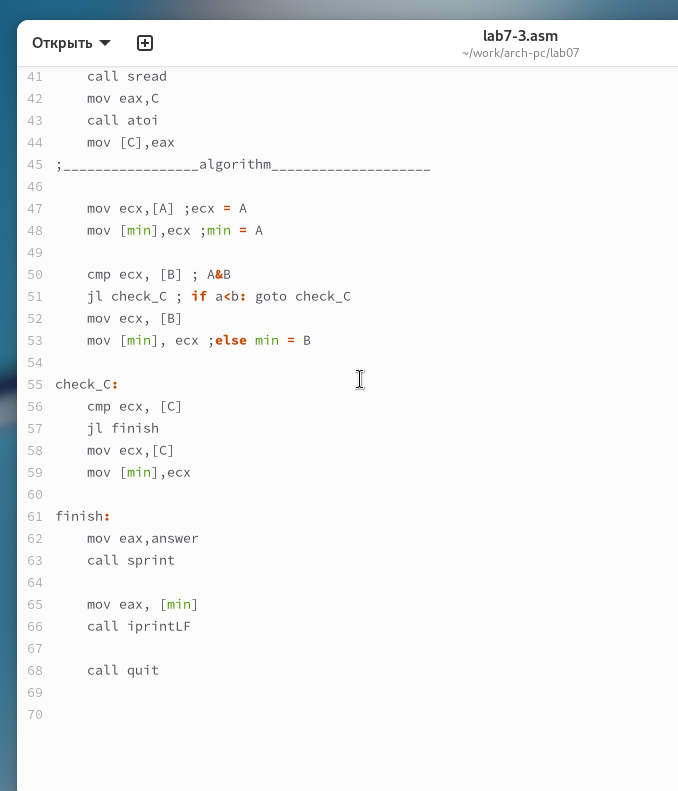 Открыть
lab7-3.asm
~/work/arch-pc/lab07
41     call sread
42     mov eax,C
43     call atoi
44     mov [C],eax
45 ;_________________algorithm____________________
46
47     mov ecx,[A] ;ecx = A
48     mov [min],ecx ;min = A
49
50     cmp ecx, [B] ; A&B
51     jl check_C ; if a<b: goto check_C
52     mov ecx, [B]
53     mov [min], ecx ;else min = B
54
55 check_C:
56     cmp ecx, [C]
57     jl finish
58     mov ecx,[C]
59     mov [min],ecx
60
61 finish:
62     mov eax,answer
63     call sprint
64
65     mov eax, [min]
66     call iprintLF
67
68     call quit
69
70